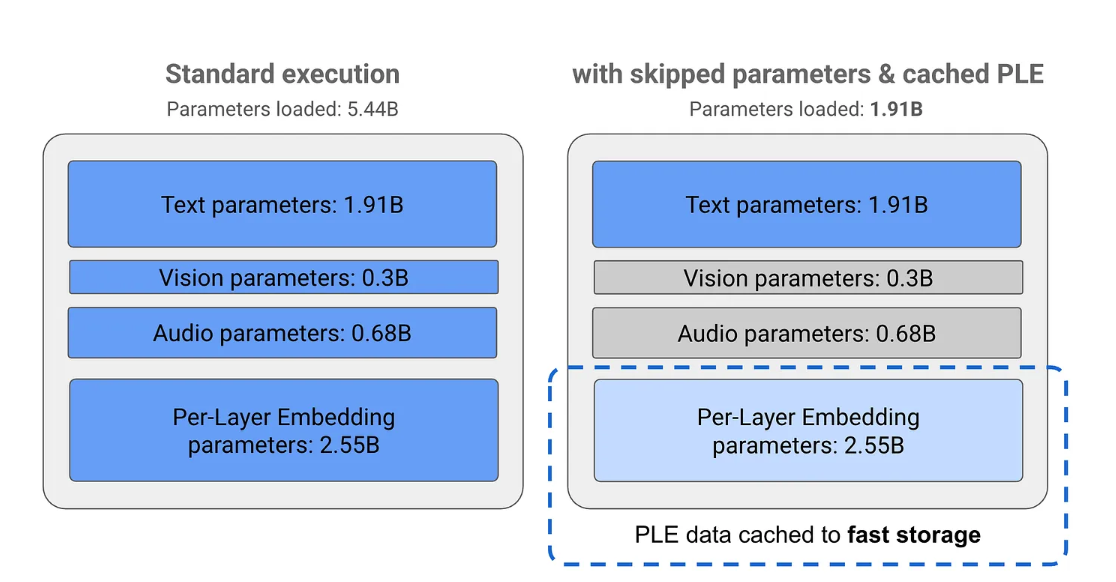 Standard execution
Parameters loaded: 5.44B
Text parameters: 1.91B
Vision parameters: 0.3B
Audio parameters: 0.68B
Per-Layer Embedding
parameters: 2.55B
with skipped parameters & cached PLE
Parameters loaded: 1.91B
Text parameters: 1.91B
Vision parameters: 0.3B
Audio parameters: 0.68B
Per-Layer Embedding
parameters: 2.55B
PLE data cached to fast storage